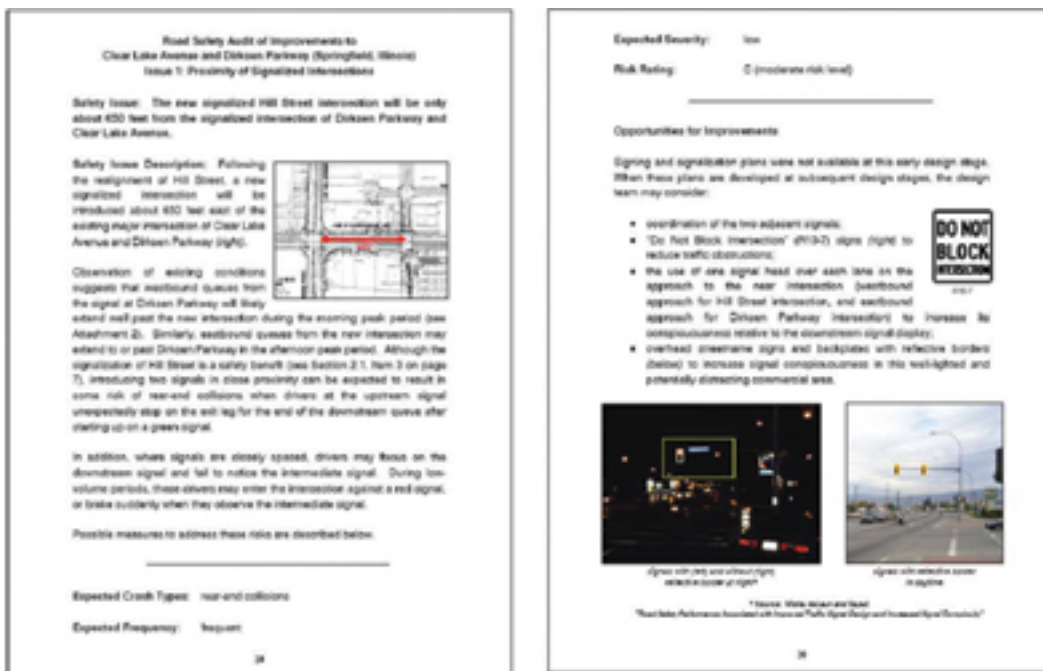 Road Safety Audit of Improvements to
Clear Lake Avenue and Dirksen Parkway (Springfield, Illinois)
Issue 1: Proximity of Signalized Intersections
Safety Issue: The new signalized Hill Street intersection will be only
about 650 feet from the signalized intersection of Dirksen Parkway and
Clear Lake Avenue.
Safety Issue Description: Following
the realignment of Hill Street, a new
signalized intersection will be
introduced about 650 feet east of the
existing major intersection of Clear Lake
Avenue and Dirksen Parkway (right).
Observation of existing conditions
suggests that westbound queues from
the signal at Dirksen Parkway will likely
extend well past the new intersection during the morning peak period (see
Attachment 2). Similarly, eastbound queues from the new intersection may
extend to or past Dirksen Parkway in the afternoon peak period. Although the
signalization of Hill Street is a safety benefit (see Section 2.1, Item 3 on page
7), introducing two signals in close proximity can be expected to result in
some risk of rear-end collisions when drivers at the upstream signal
unexpectedly stop on the exit leg for the end of the downstream queue after
starting up on a green signal.
In addition, where signals are closely spaced, drivers may focus on the
downstream signal and fail to notice the intermediate signal. During low-
volume periods, these drivers may enter the intersection against a red signal,
or brake suddenly when they observe the intermediate signal.
Possible measures to address these risks are described below.
Expected Crash Types: rear-end collisions
Expected Frequency: frequent
Expected Severity: low
Risk Rating: C (moderate risk level)
Opportunities for Improvements
Signing and signalization plans were not available at this early design stage.
When these plans are developed at subsequent design stages, the design
team may consider:
• coordination of the two adjacent signals;
• "Do Not Block Intersection" (R10-7) signs (right) to
reduce traffic obstructions;
• the use of one signal head over each lane on the
approach to the near intersection (westbound
approach for Hill Street intersection, and eastbound
approach for Dirksen Parkway intersection) to increase its
conspicuousness relative to the downstream signal display;
• overhead streetname signs and backplates with reflective borders
(below) to increase signal conspicuousness in this well-lighted and
potentially distracting commercial area.
DO NOT
BLOCK
INTERSECTION
R10-7
signals with (left) and without (right)
reflective border at night*
signals with reflective border
in daytime